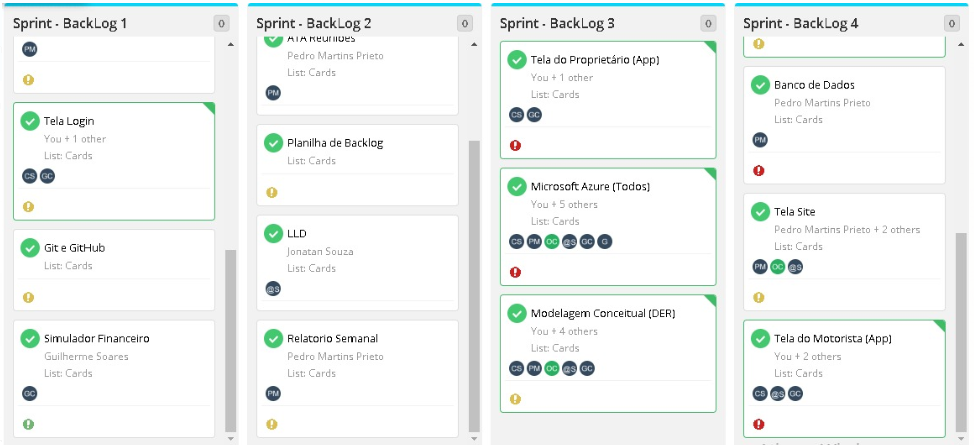 Sprint - BackLog 1
0
PM
Tela Login
You + 1 other
List: Cards
CS GC
Git e GitHub
List: Cards
Simulador Financeiro
Guilherme Soares
List: Cards
GC
Sprint - BackLog 2
0
ATA Reuniões
Pedro Martins Prieto
List: Cards
PM
Planilha de Backlog
List: Cards
LLD
Jonatan Souza
List: Cards
@S
Relatorio Semanal
Pedro Martins Prieto
List: Cards
PM
Sprint - BackLog 3
0
Tela do Proprietário (App)
You + 1 other
List: Cards
CS GC
Microsoft Azure (Todos)
You + 5 others
List: Cards
CS PM OC @S GC G
Modelagem Conceitual (DER)
You + 4 others
List: Cards
CS PM OC @S GC
Sprint - BackLog 4
0
Banco de Dados
Pedro Martins Prieto
List: Cards
PM
Tela Site
Pedro Martins Prieto + 2 others
List: Cards
PM OC @S
Tela do Motorista (App)
You + 2 others
List: Cards
CS @S GC